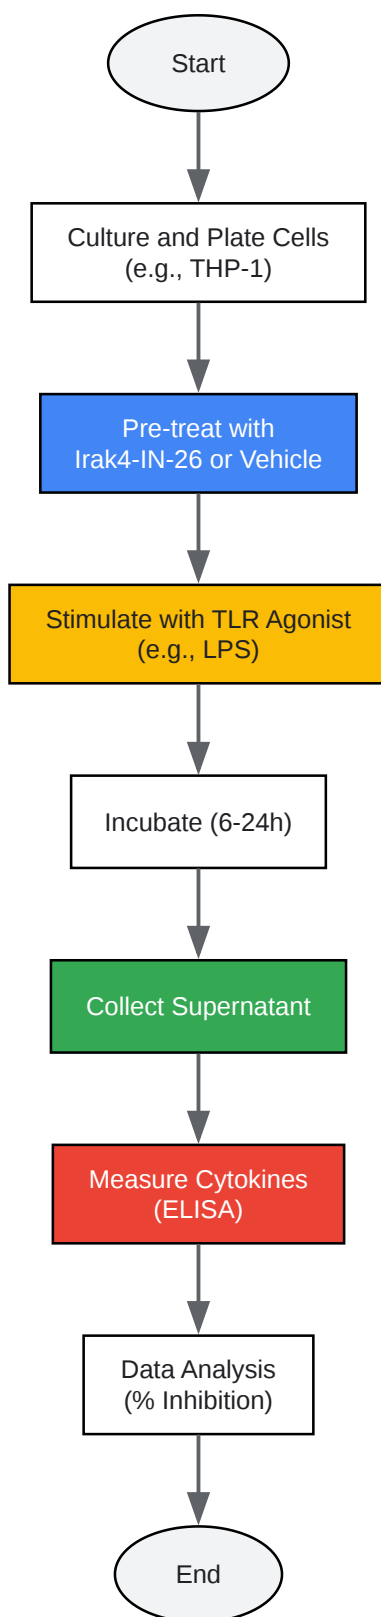 Start
Culture and Plate Cells
(e.g., THP-1)
Pre-treat with
Irak4-IN-26 or Vehicle
Stimulate with TLR Agonist
(e.g., LPS)
Incubate (6-24h)
Collect Supernatant
Measure Cytokines
(ELISA)
Data Analysis
(% Inhibition)
End